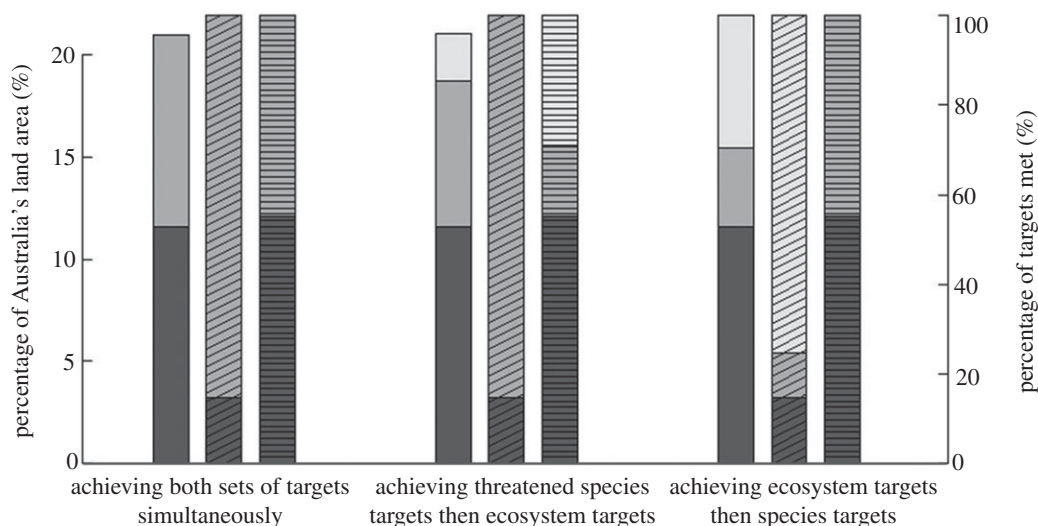 percentage of Australia's land area (%)
20
15
10
5
0
100
80
60
40
20
0
percentage of targets met (%)
achieving both sets of targets
simultaneously
achieving threatened species
targets then ecosystem targets
achieving ecosystem targets
then species targets